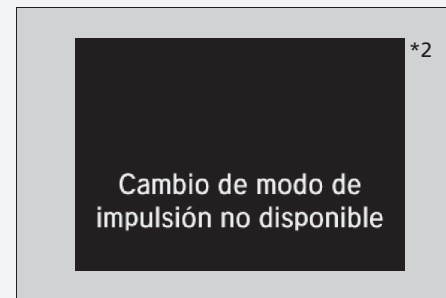 *2
Cambio de modo de
impulsión no disponible